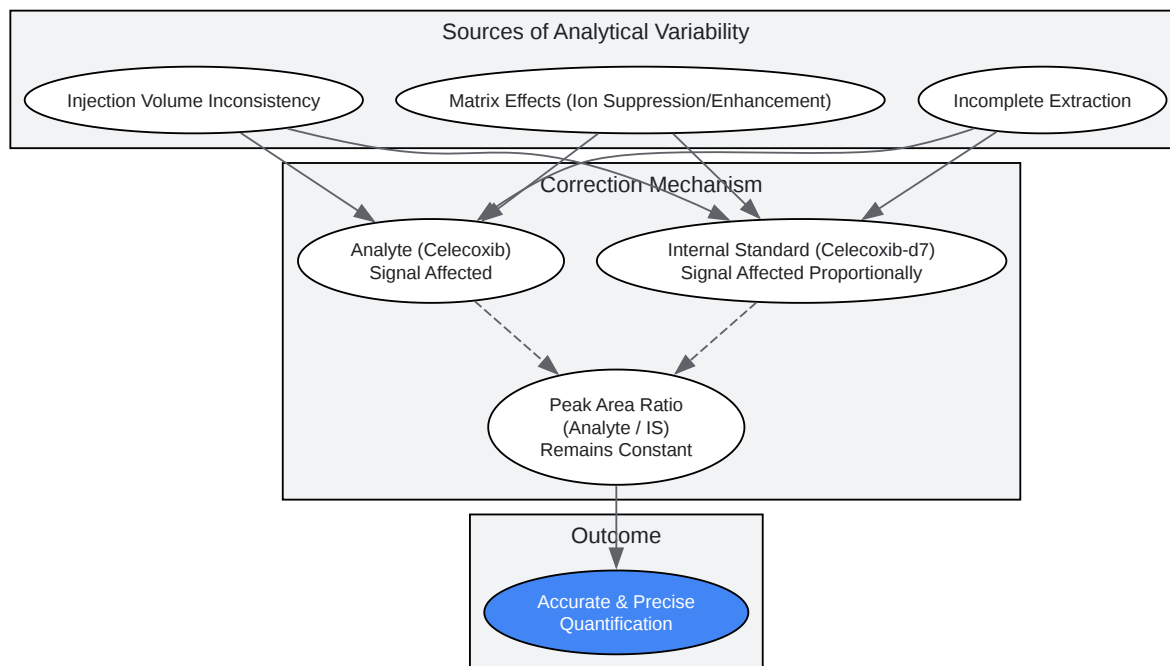 Sources of Analytical Variability
Injection Volume Inconsistency
Matrix Effects (Ion Suppression/Enhancement)
Incomplete Extraction
Correction Mechanism
Analyte (Celecoxib)
Signal Affected
Internal Standard (Celecoxib-d7)
Signal Affected Proportionally
Peak Area Ratio
(Analyte / IS)
Remains Constant
Outcome
Accurate & Precise
Quantification